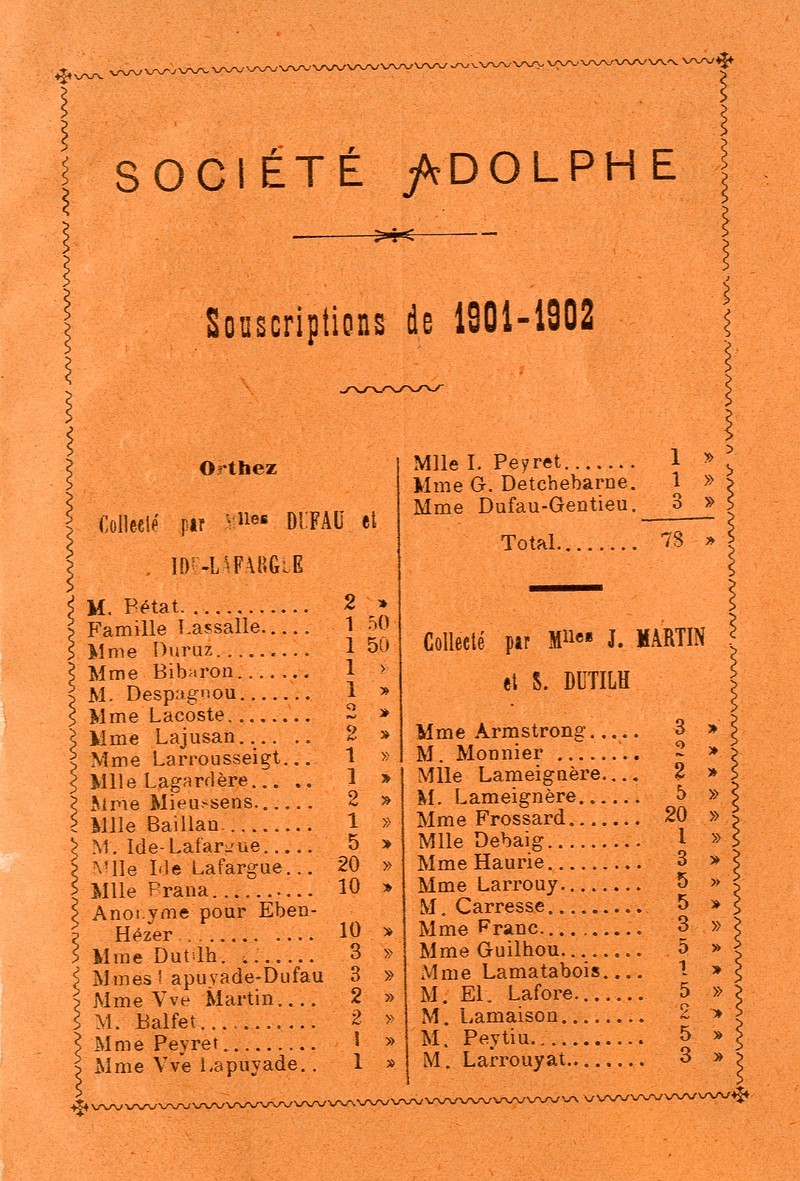 SOCIÉTÉ ADOLPHE
Souscriptions de 1901-1902
Orthez
Collecté par Mlles DUFAU et
IDE-LAFARGUE
M. Bétat............ 2 »
Famille Lassalle..... 1 50
Mme Duruz......... 1 50
Mme Bibaron....... 1 »
M. Despagnou....... 1 »
Mme Lacoste........ 2 »
Mme Lajusan.... .. 2 »
Mme Larrousseigt... 1 »
Mlle Lagardère... .. 1 »
Mme Mieussens...... 2 »
Mlle Baillan......... 1 »
M. Ide-Lafargue..... 5 »
Mlle Ide Lafargue... 20 »
Mlle Brana.......... 10 »
Anonyme pour Eben-
Hézer ............ 10 »
Mme Dutilh. ....... 3 »
Mmes Lapuyade-Dufau 3 »
Mme Vve Martin.... 2 »
M. Balfet........... 2 »
Mme Peyret......... 1 »
Mme Vve Lapuyade.. 1 »
Mlle I. Peyret....... 1 »
Mme G. Detchebarne. 1 »
Mme Dufau-Gentieu. 3 »
Total........ 78 »
Collecté par Mlles J. MARTIN
et S. DUTILH
Mme Armstrong..... 3 »
M. Monnier ........ 2 »
Mlle Lameignère.... 2 »
M. Lameignère...... 5 »
Mme Frossard....... 20 »
Mlle Debaig......... 1 »
Mme Haurie......... 3 »
Mme Larrouy........ 5 »
M. Carresse......... 5 »
Mme Franc.......... 3 »
Mme Guilhou........ 5 »
Mme Lamatabois.... 1 »
M. El. Lafore....... 5 »
M. Lamaison........ 2 »
M. Peytiu........... 5 »
M. Larrouyat........ 3 »